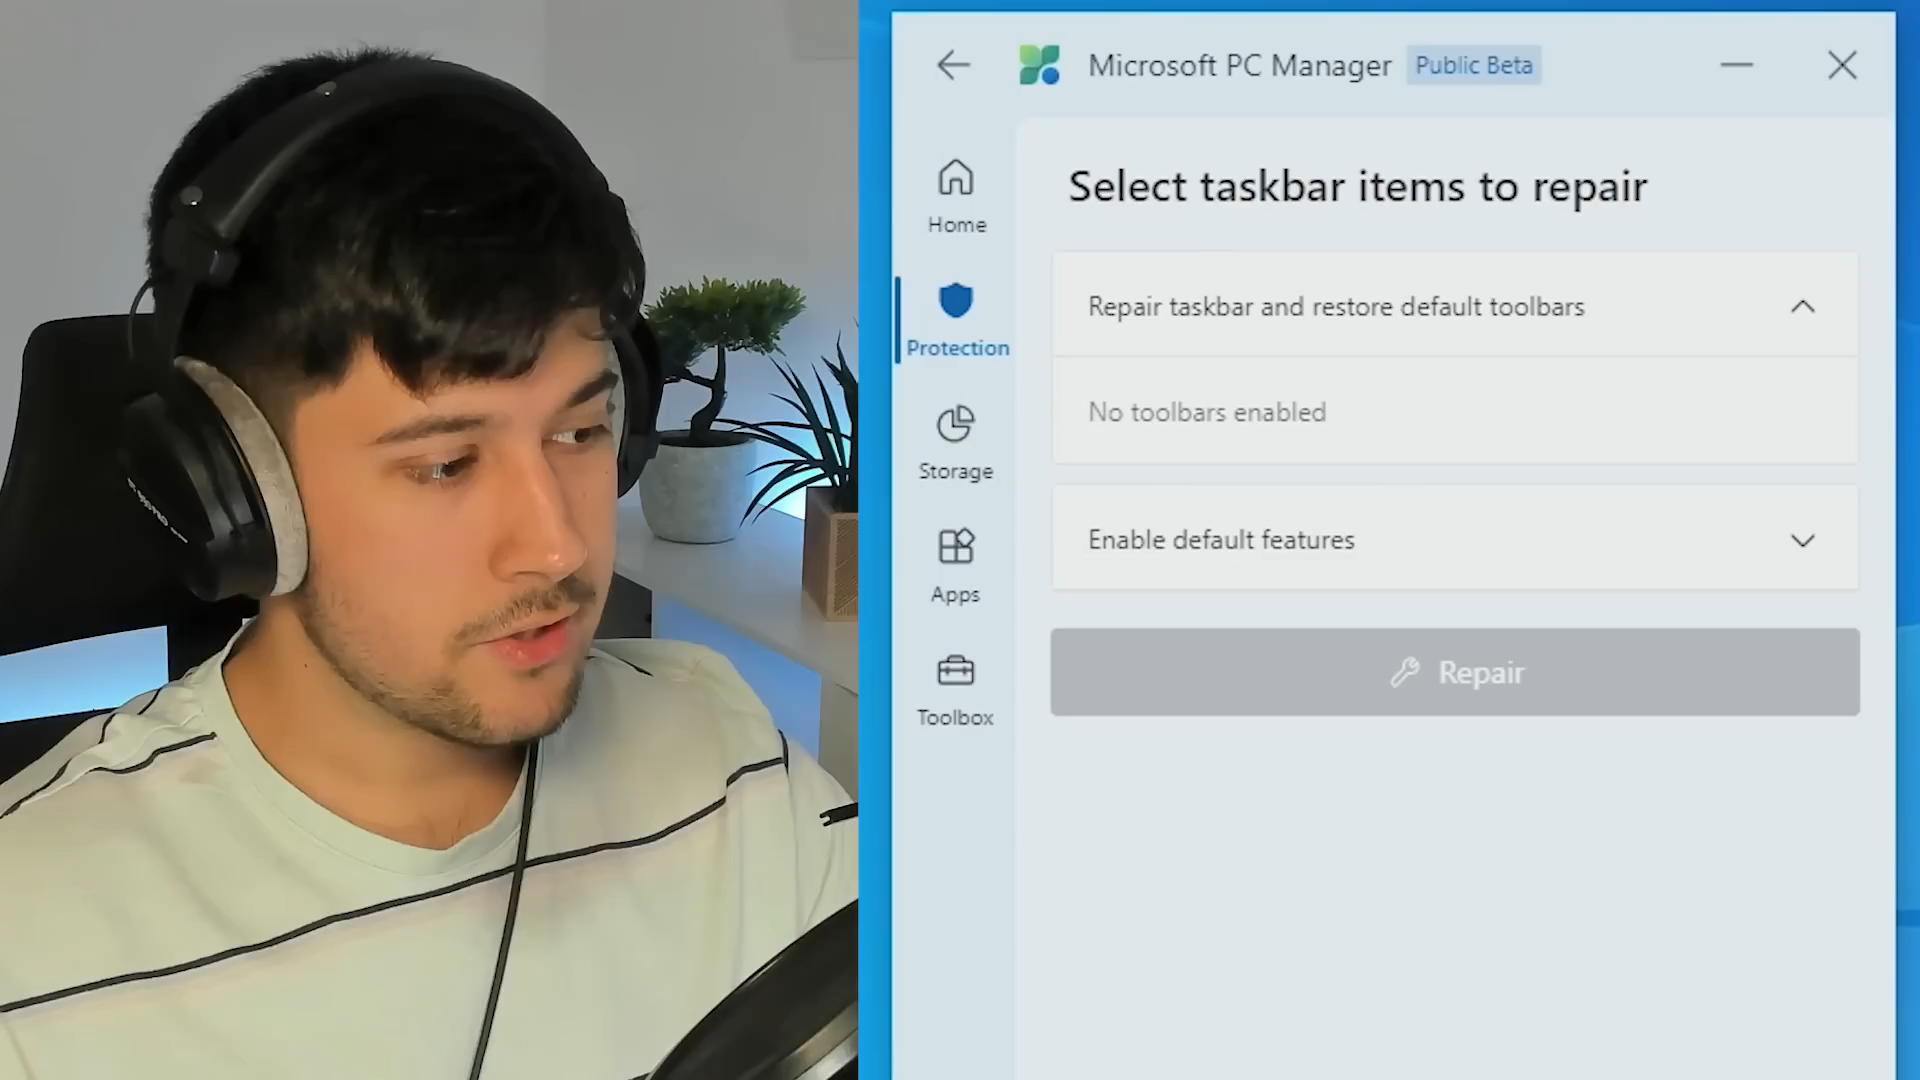 Microsoft PC Manager Public Beta
Select taskbar items to repair
Home
Repair taskbar and restore default toolbars
Protection
No toolbars enabled
Storage
Enable default features
Apps
Repair
Toolbox